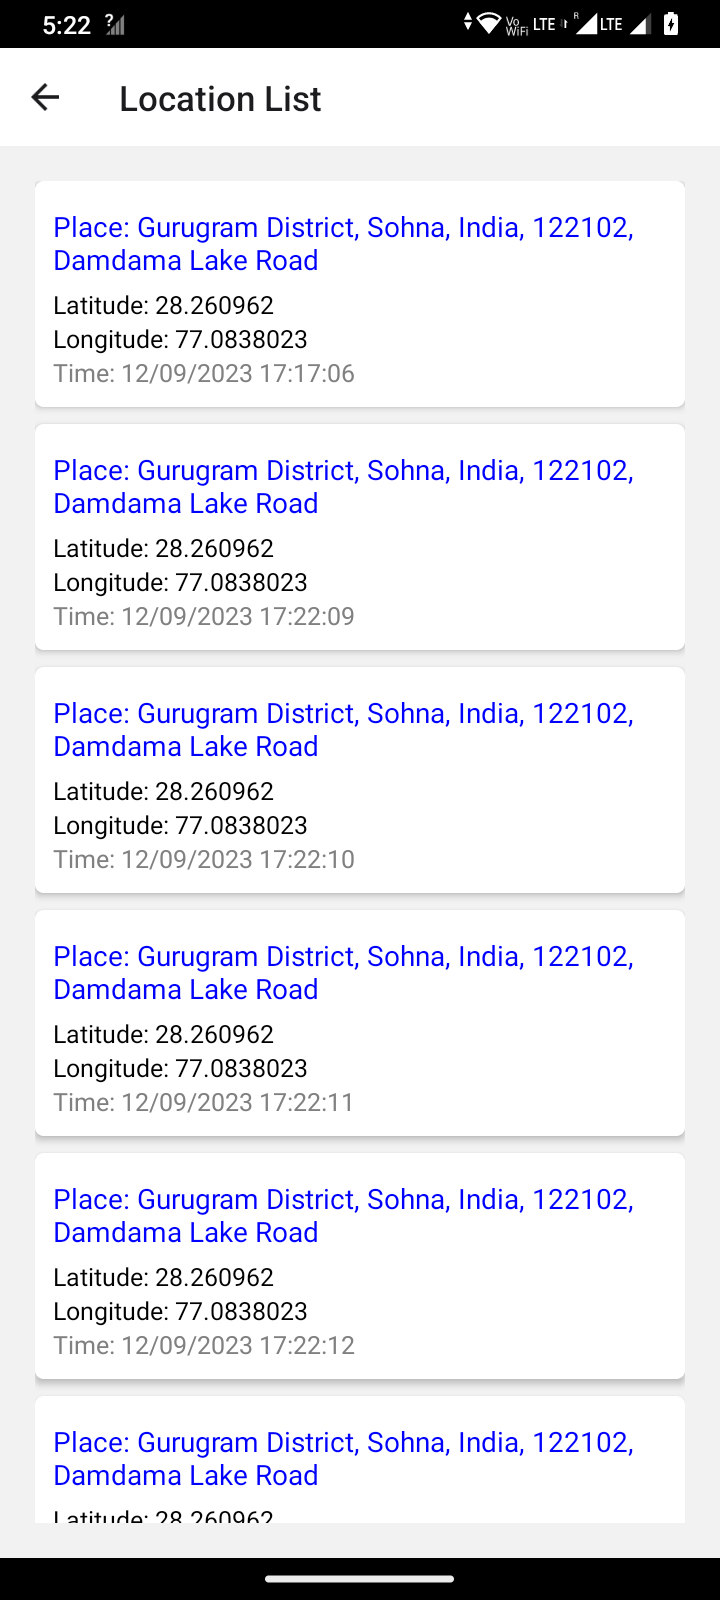 5:22
?
Vo
WiFi
LTE
R
LTE
Location List
Place: Gurugram District, Sohna, India, 122102,
Damdama Lake Road
Latitude: 28.260962
Longitude: 77.0838023
Time: 12/09/2023 17:17:06
Place: Gurugram District, Sohna, India, 122102,
Damdama Lake Road
Latitude: 28.260962
Longitude: 77.0838023
Time: 12/09/2023 17:22:09
Place: Gurugram District, Sohna, India, 122102,
Damdama Lake Road
Latitude: 28.260962
Longitude: 77.0838023
Time: 12/09/2023 17:22:10
Place: Gurugram District, Sohna, India, 122102,
Damdama Lake Road
Latitude: 28.260962
Longitude: 77.0838023
Time: 12/09/2023 17:22:11
Place: Gurugram District, Sohna, India, 122102,
Damdama Lake Road
Latitude: 28.260962
Longitude: 77.0838023
Time: 12/09/2023 17:22:12
Place: Gurugram District, Sohna, India, 122102,
Damdama Lake Road
Latitude: 28.260962